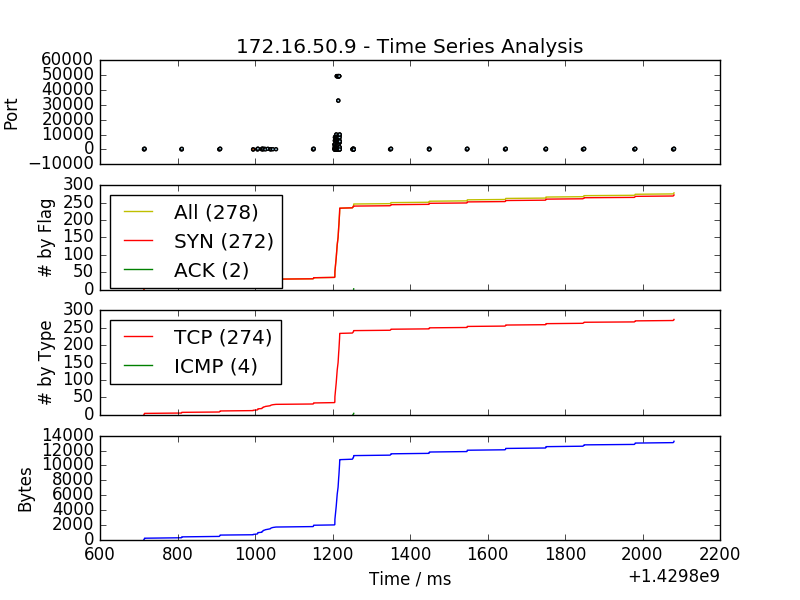 172.16.50.9 - Time Series Analysis
Port
60000
50000
40000
30000
20000
10000
0
−10000
# by Flag
300
250
200
150
100
50
0
All (278)
SYN (272)
ACK (2)
# by Type
300
250
200
150
100
50
0
TCP (274)
ICMP (4)
Bytes
14000
12000
10000
8000
6000
4000
2000
0
600 800 1000 1200 1400 1600 1800 2000 2200
Time / ms
+1.4298e9